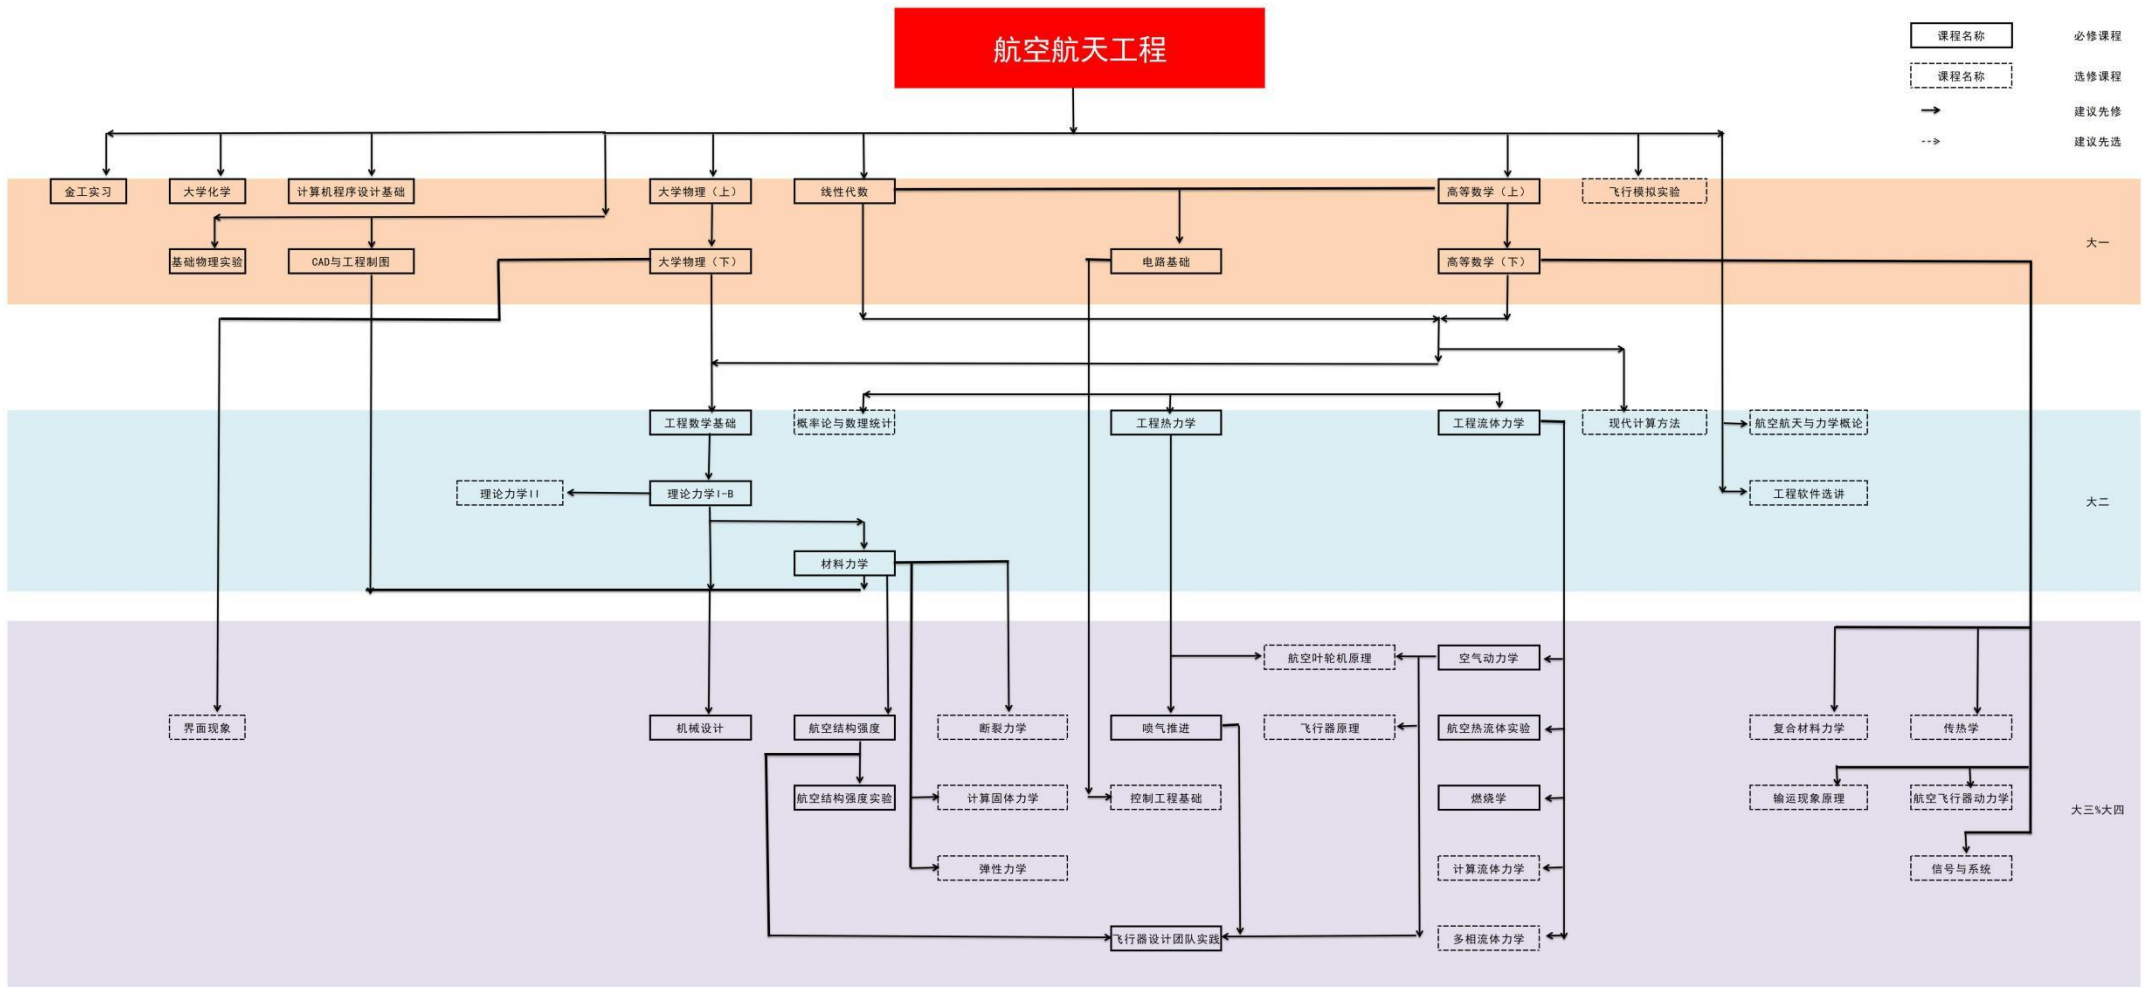 航空航天工程
课程名称 必修课程
课程名称 选修课程
建议先修
建议先选
金工实习 大学化学 计算机程序设计基础 大学物理（上） 线性代数 高等数学（上） 飞行模拟实验
大一
基础物理实验 CAD与工程制图 大学物理（下） 电路基础 高等数学（下）
工程数学基础 概率论与数理统计 工程热力学 工程流体力学 现代计算方法 航空航天与力学概论
理论力学II 理论力学I-B 工程软件选讲
大二
材料力学
航空叶轮机原理 空气动力学
界面现象 机械设计 航空结构强度 断裂力学 喷气推进 飞行器原理 航空热流体实验 复合材料力学 传热学
航空结构强度实验 计算固体力学 控制工程基础 燃烧学 输运现象原理 航空飞行器动力学
大三%大四
弹性力学 计算流体力学 信号与系统
飞行器设计团队实践 多相流体力学